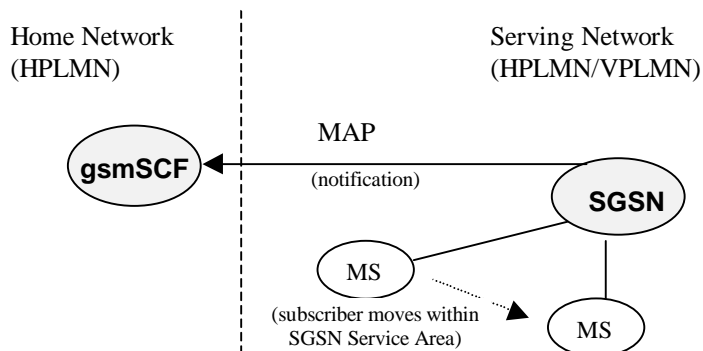 Home Network
(HPLMN)
Serving Network
(HPLMN/VPLMN)
MAP
gsmSCF
(notification)
SGSN
MS
(subscriber moves within
SGSN Service Area)
MS